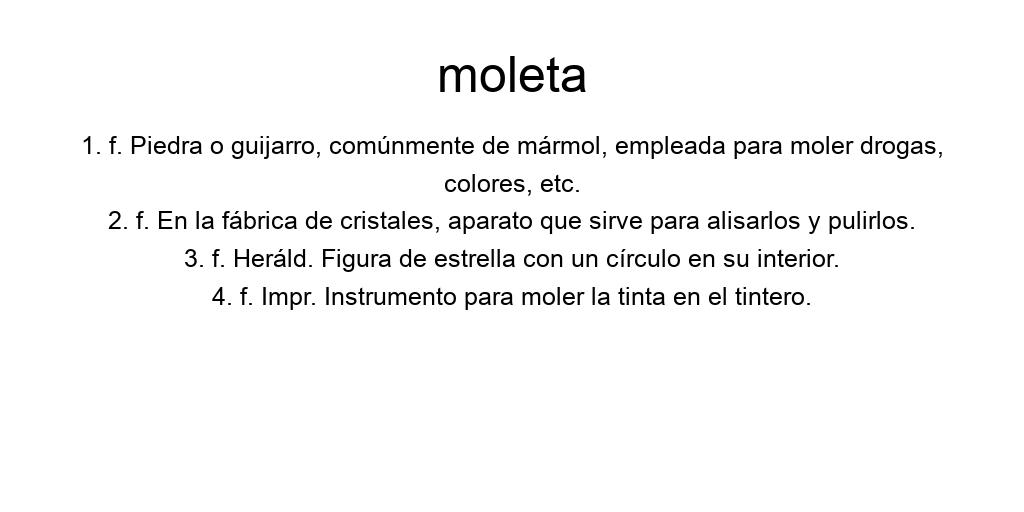 moleta
1. f. Piedra o guijarro, comúnmente de mármol, empleada para moler drogas,
colores, etc.
2. f. En la fábrica de cristales, aparato que sirve para alisarlos y pulirlos.
3. f. Heráld. Figura de estrella con un círculo en su interior.
4. f. Impr. Instrumento para moler la tinta en el tintero.